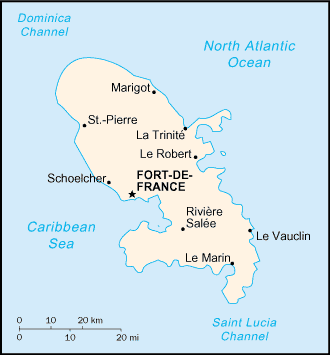 Dominica
Channel
North Atlantic
Ocean
Marigot
St.-Pierre
La Trinité
Le Robert
Schoelcher
FORT-DE-
FRANCE
Rivière
Salée
Caribbean
Sea
Le Vauclin
Le Marin
Saint Lucia
Channel
0 10 20 km
0 10 20 mi